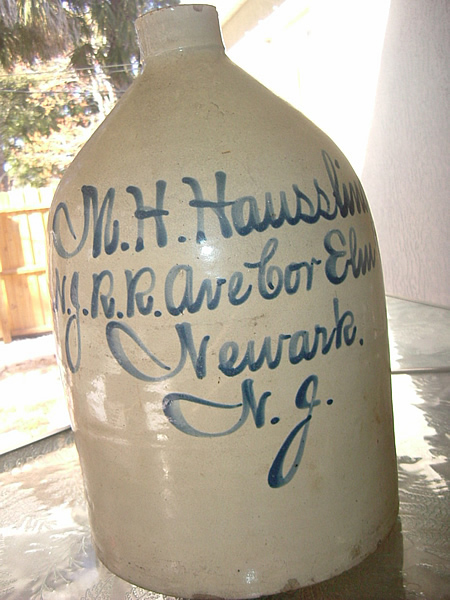 M. H. Hausslin
N.J.R.R. Ave Cor Elm
Newark.
N. J.